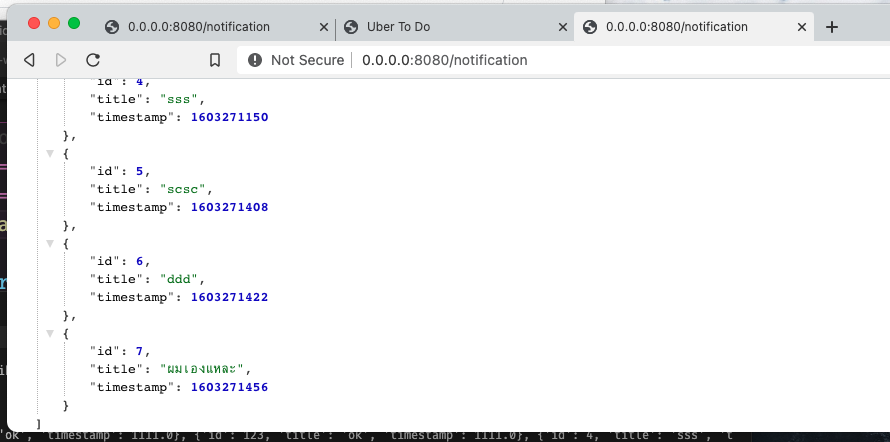 0.0.0.0:8080/notification
Uber To Do
0.0.0.0:8080/notification
Not Secure
0.0.0.0:8080/notification
"id": 4,
"title": "sss",
"timestamp": 1603271150
},
{
"id": 5,
"title": "scsc",
"timestamp": 1603271408
},
{
"id": 6,
"title": "ddd",
"timestamp": 1603271422
},
{
"id": 7,
"title": "ผมเองแหละ",
"timestamp": 1603271456
}
]
'ok', 'timestamp': 1111.0}, {'id': 123, 'title': 'ok', 'timestamp': 1111.0}, {'id': 4, 'title': 'sss', 't